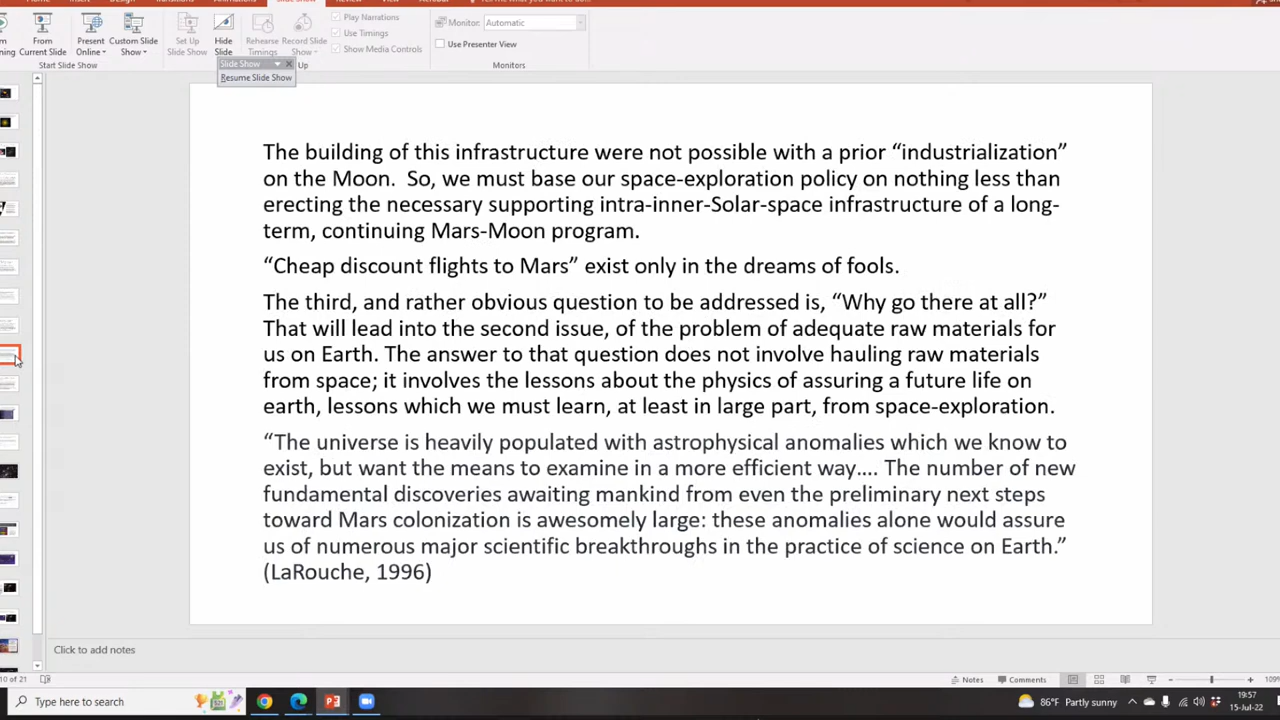 From
Current Slide
Present
Online
Custom Slide
Show
Set Up
Slide Show
Hide
Slide
Rehearse
Timings
Record Slide
Show
Play Narrations
Use Timings
Show Media Controls
Monitor:
Automatic
Use Presenter View
Start Slide Show
Up
Monitors
Slide Show
Resume Slide Show
The building of this infrastructure were not possible with a prior “industrialization”
on the Moon. So, we must base our space-exploration policy on nothing less than
erecting the necessary supporting intra-inner-Solar-space infrastructure of a long-
term, continuing Mars-Moon program.
“Cheap discount flights to Mars” exist only in the dreams of fools.
The third, and rather obvious question to be addressed is, “Why go there at all?”
That will lead into the second issue, of the problem of adequate raw materials for
us on Earth. The answer to that question does not involve hauling raw materials
from space; it involves the lessons about the physics of assuring a future life on
earth, lessons which we must learn, at least in large part, from space-exploration.
“The universe is heavily populated with astrophysical anomalies which we know to
exist, but want the means to examine in a more efficient way…. The number of new
fundamental discoveries awaiting mankind from even the preliminary next steps
toward Mars colonization is awesomely large: these anomalies alone would assure
us of numerous major scientific breakthroughs in the practice of science on Earth.”
(LaRouche, 1996)
Click to add notes
10 of 21
Notes
Comments
109%
Type here to search
86°F Partly sunny
19:57
15-Jul-22